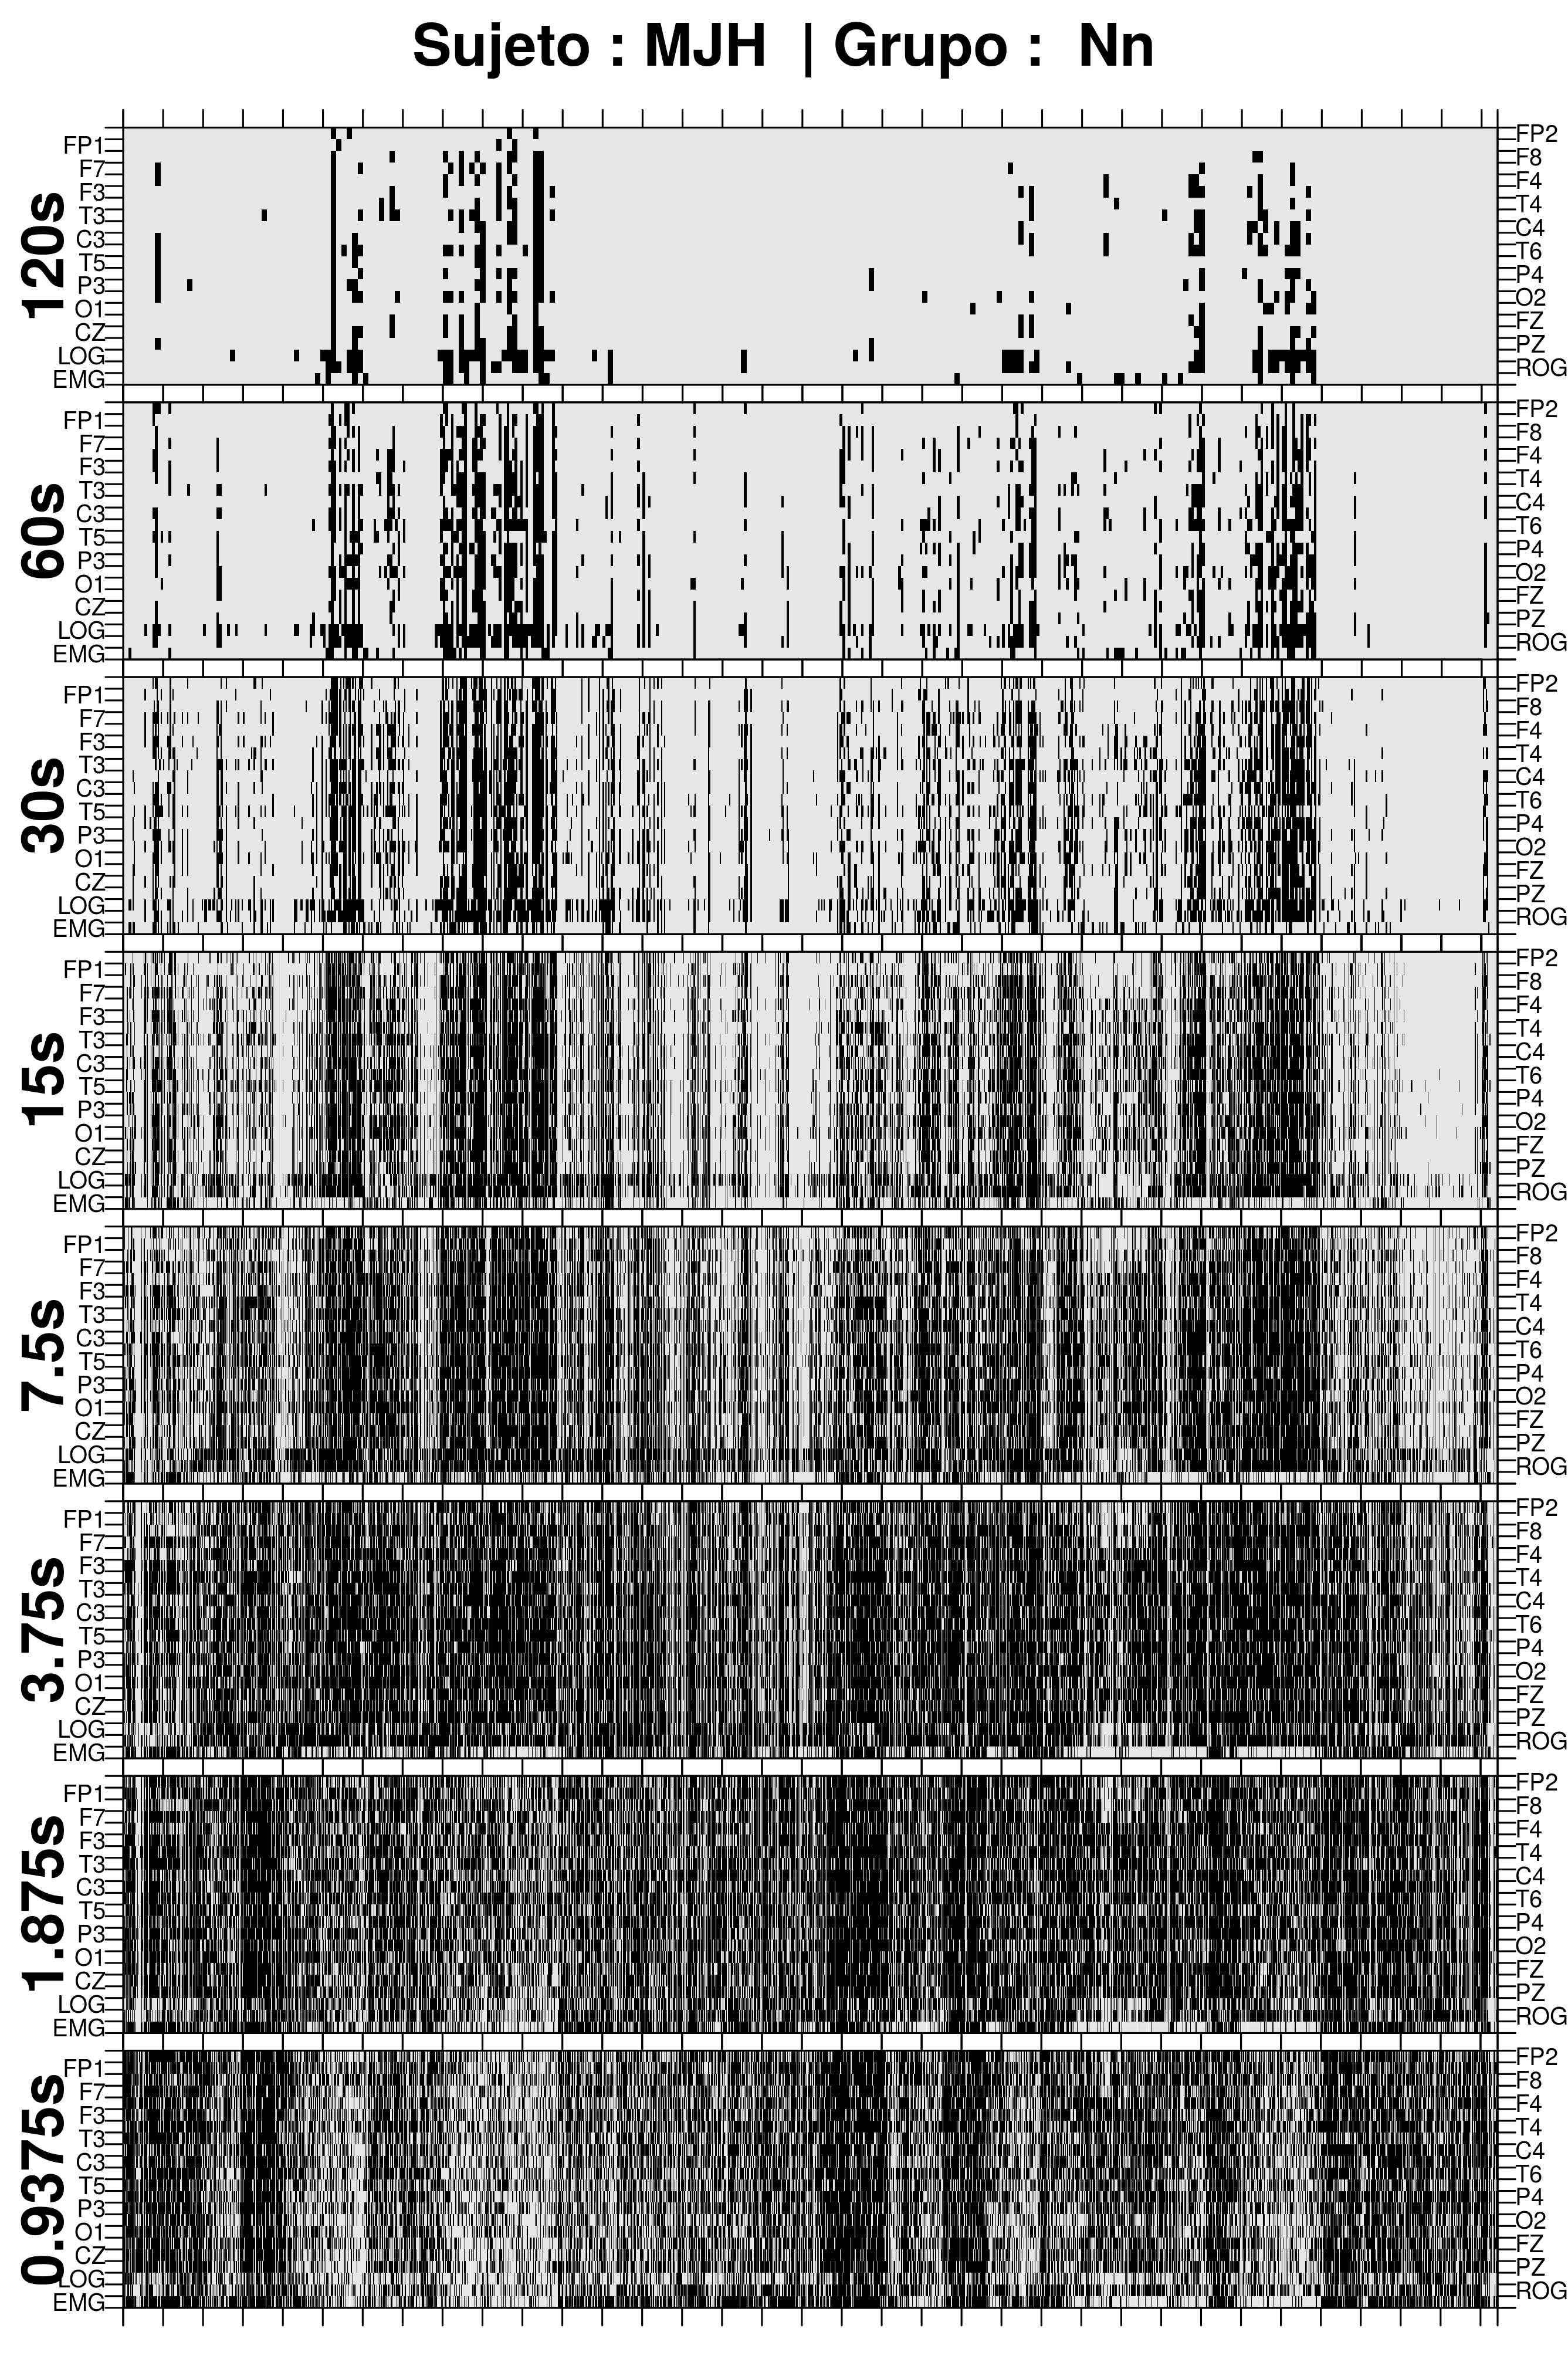 Sujeto : MJH | Grupo : Nn
120s
FP1
F7
F3
T3
C3
T5
P3
O1
CZ
LOG
EMG
FP2
F8
F4
T4
C4
T6
P4
O2
FZ
PZ
ROG
60s
FP1
F7
F3
T3
C3
T5
P3
O1
CZ
LOG
EMG
FP2
F8
F4
T4
C4
T6
P4
O2
FZ
PZ
ROG
30s
FP1
F7
F3
T3
C3
T5
P3
O1
CZ
LOG
EMG
FP2
F8
F4
T4
C4
T6
P4
O2
FZ
PZ
ROG
15s
FP1
F7
F3
T3
C3
T5
P3
O1
CZ
LOG
EMG
FP2
F8
F4
T4
C4
T6
P4
O2
FZ
PZ
ROG
7.5s
FP1
F7
F3
T3
C3
T5
P3
O1
CZ
LOG
EMG
FP2
F8
F4
T4
C4
T6
P4
O2
FZ
PZ
ROG
3.75s
FP1
F7
F3
T3
C3
T5
P3
O1
CZ
LOG
EMG
FP2
F8
F4
T4
C4
T6
P4
O2
FZ
PZ
ROG
1.875s
FP1
F7
F3
T3
C3
T5
P3
O1
CZ
LOG
EMG
FP2
F8
F4
T4
C4
T6
P4
O2
FZ
PZ
ROG
0.9375s
FP1
F7
F3
T3
C3
T5
P3
O1
CZ
LOG
EMG
FP2
F8
F4
T4
C4
T6
P4
O2
FZ
PZ
ROG